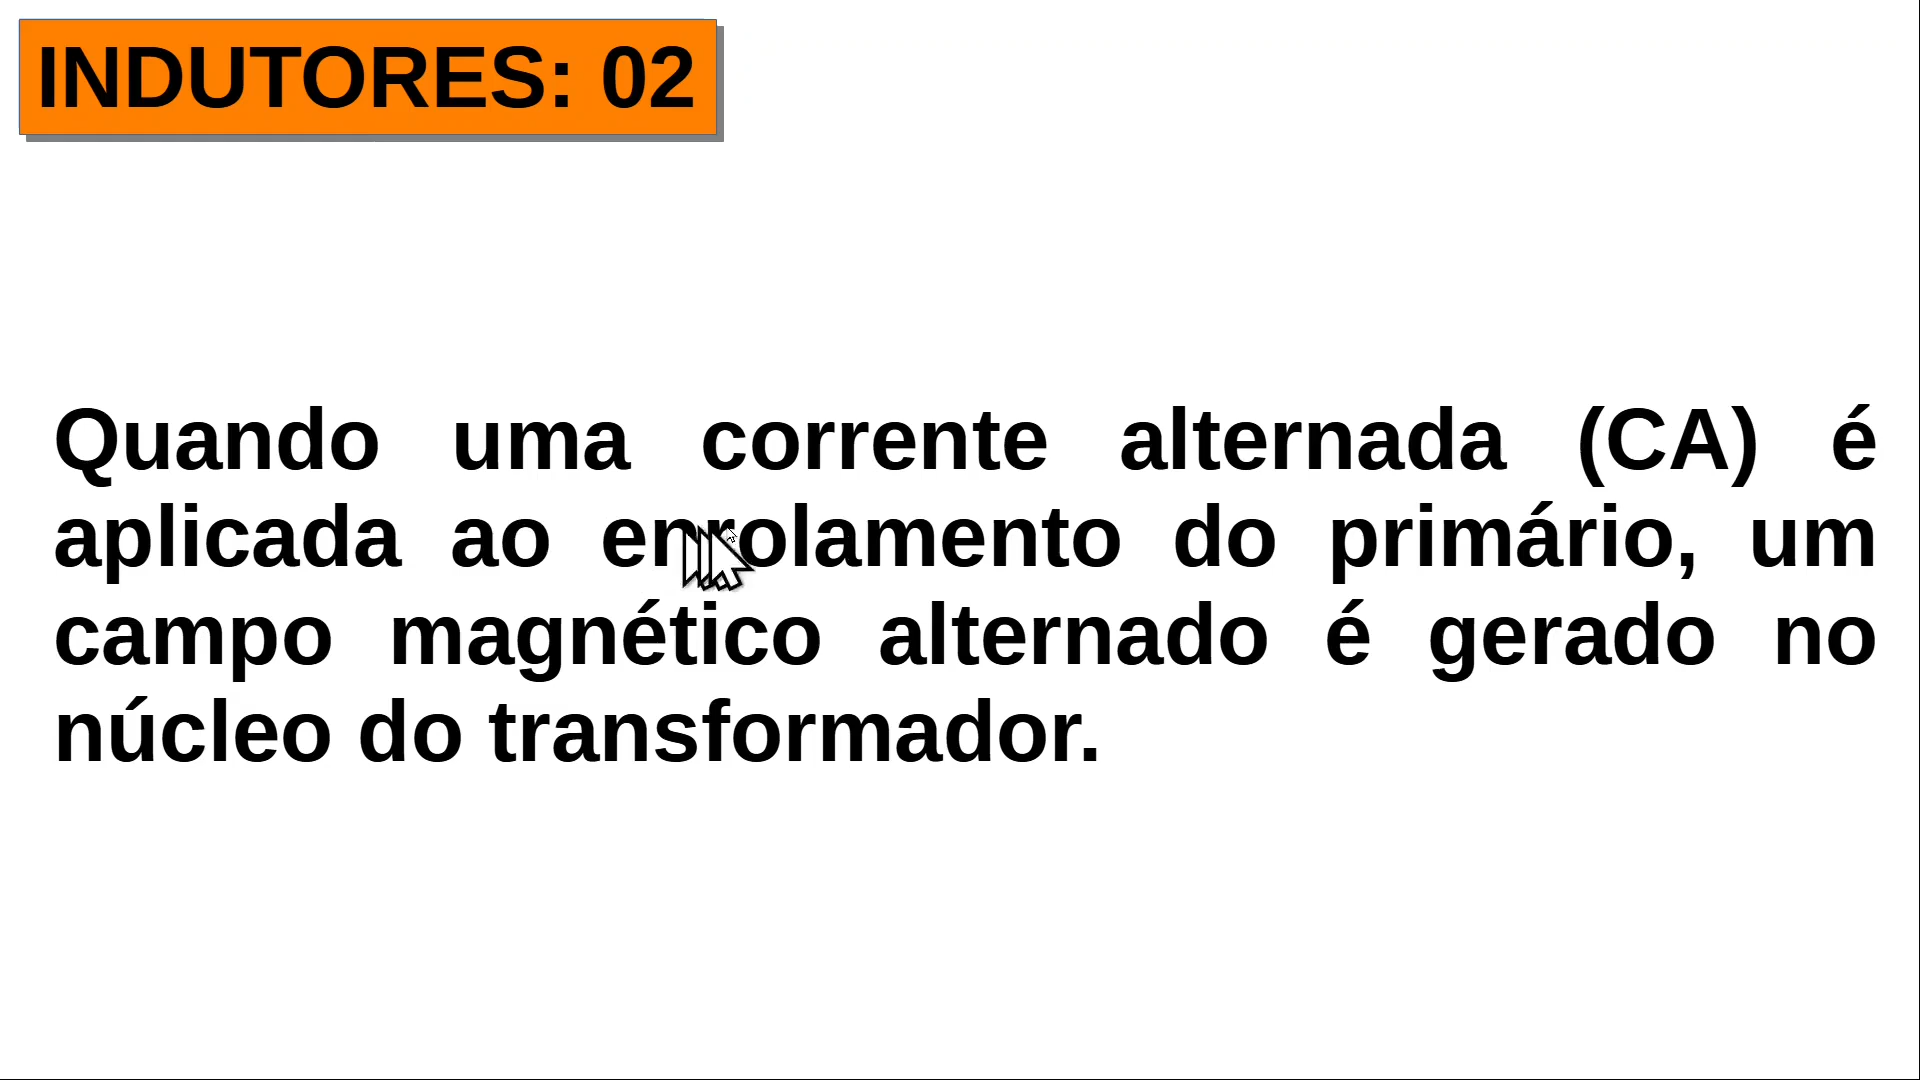 INDUTORES: 02
Quando uma corrente alternada (CA) é
aplicada ao enrolamento do primário, um
campo magnético alternado é gerado no
núcleo do transformador.